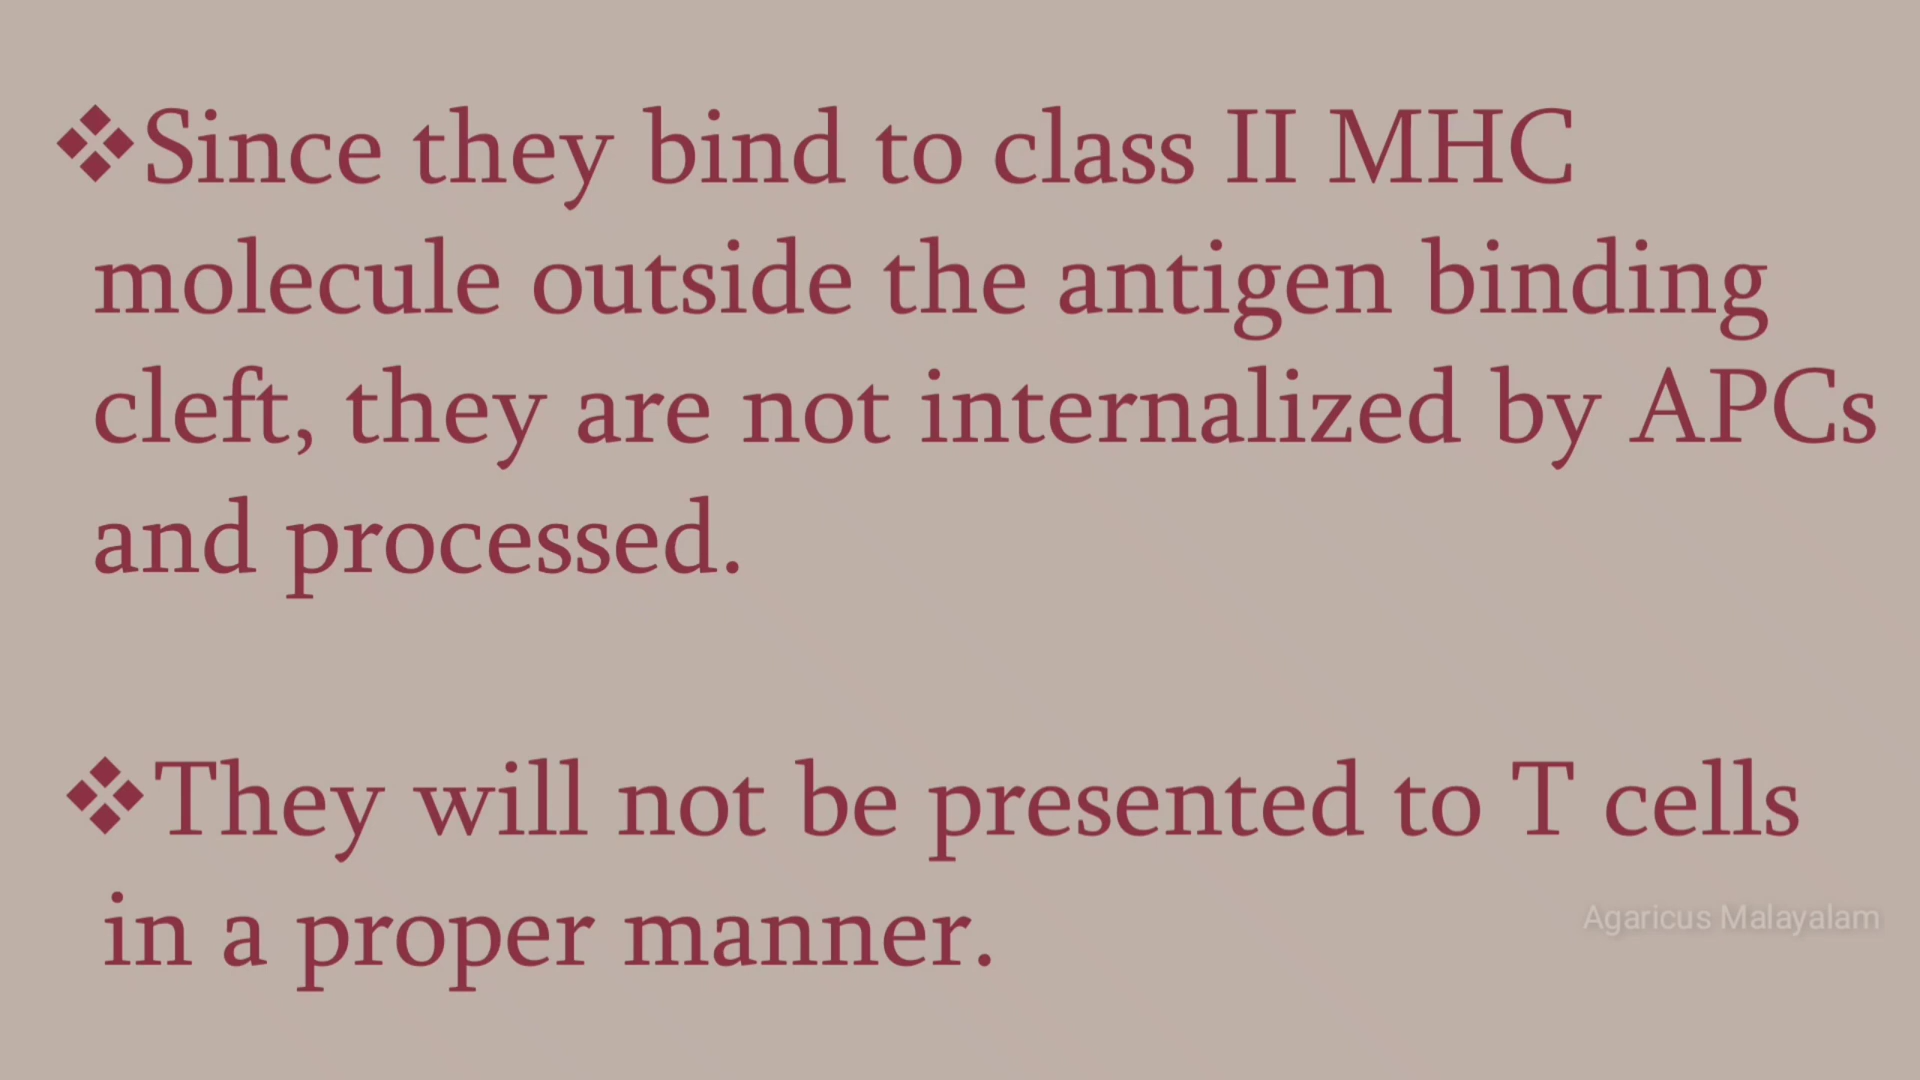 ❖Since they bind to class II MHC
molecule outside the antigen binding
cleft, they are not internalized by APCs
and processed.
❖They will not be presented to T cells
in a proper manner.
Agaricus Malayalam